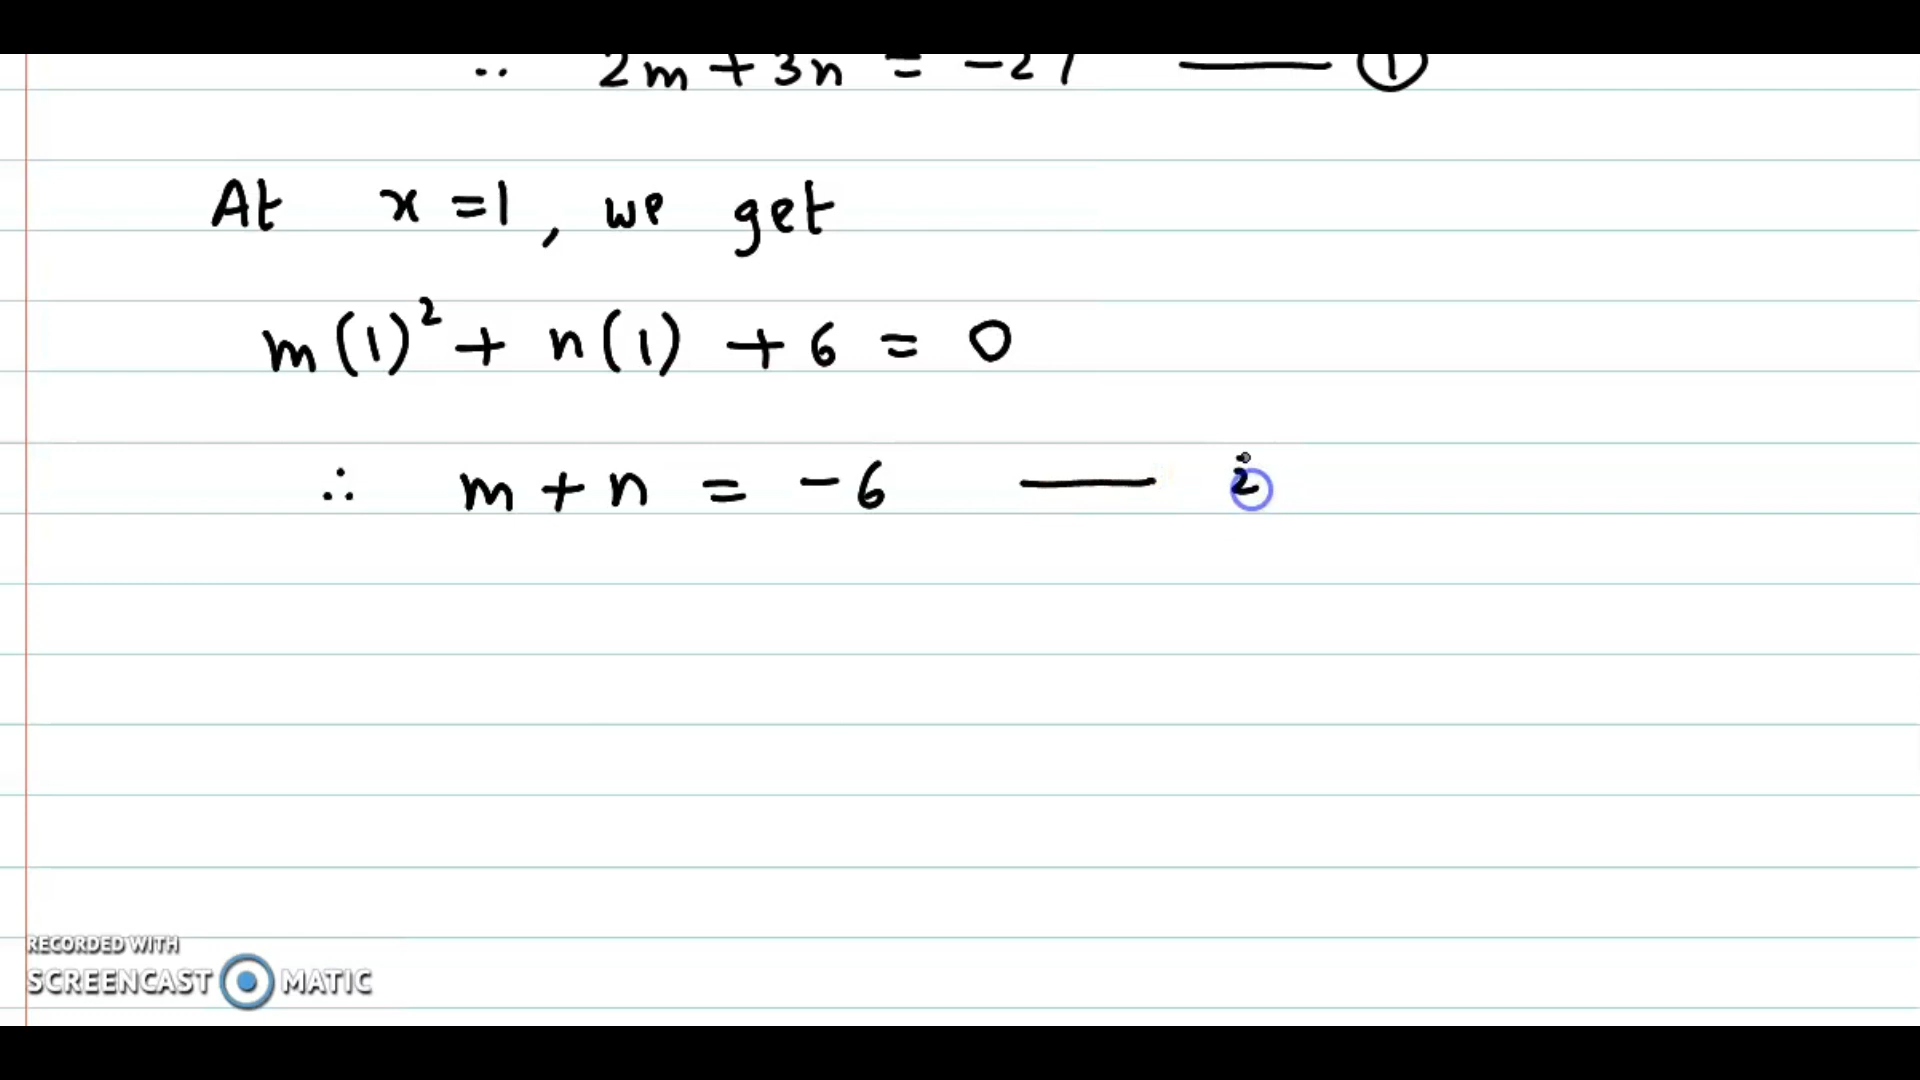 ∴ 2m + 3n = -27 —— ①
At x = 1, we get
m(1)² + n(1) + 6 = 0
∴ m + n = -6 —— 2
RECORDED WITH
SCREENCAST MATIC